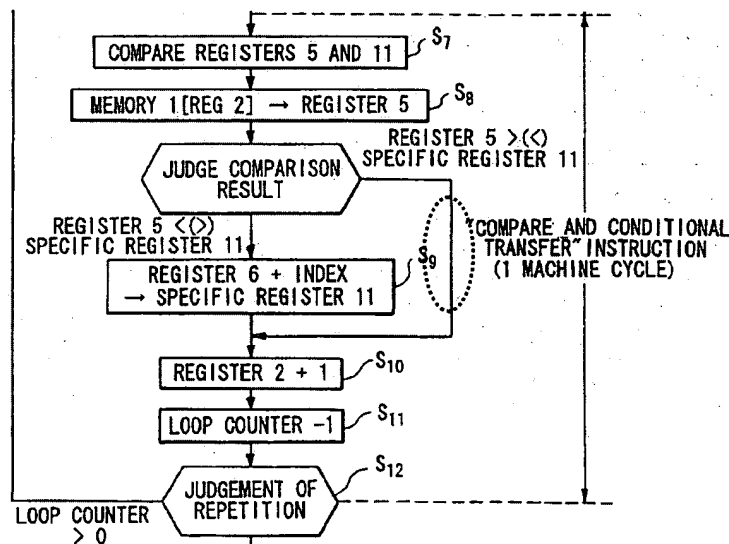 COMPARE REGISTERS 5 AND 11
S7
MEMORY 1[REG 2] → REGISTER 5
S8
REGISTER 5 >(<)
SPECIFIC REGISTER 11
JUDGE COMPARISON
RESULT
REGISTER 5 <(>)
SPECIFIC REGISTER 11
"COMPARE AND CONDITIONAL
TRANSFER" INSTRUCTION
(1 MACHINE CYCLE)
S9
REGISTER 6 + INDEX
→ SPECIFIC REGISTER 11
REGISTER 2 + 1
S10
LOOP COUNTER -1
S11
JUDGEMENT OF
REPETITION
S12
LOOP COUNTER
> 0